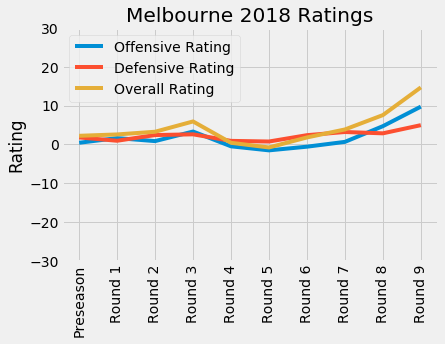 Melbourne 2018 Ratings
Offensive Rating
Defensive Rating
Overall Rating
Rating
30
20
10
0
−10
−20
−30
Preseason
Round 1
Round 2
Round 3
Round 4
Round 5
Round 6
Round 7
Round 8
Round 9